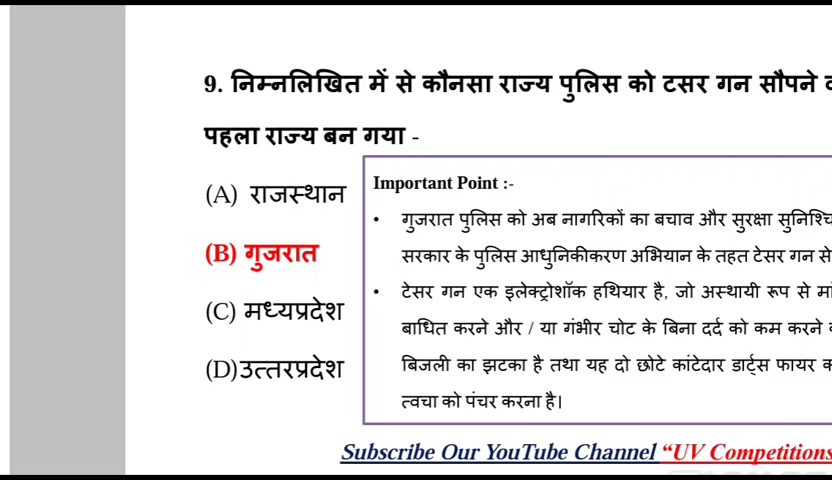 9. निम्नलिखित में से कौनसा राज्य पुलिस को टसर गन सौपने
पहला राज्य बन गया -
(A) राजस्थान
(B) गुजरात
(C) मध्यप्रदेश
(D)उत्तरप्रदेश
Important Point :-
• गुजरात पुलिस को अब नागरिकों का बचाव और सुरक्षा
सरकार के पुलिस आधुनिकीकरण अभियान के तहत टेसर गन से
• टेसर गन एक इलेक्ट्रोशॉक हथियार है, जो अस्थायी रूप से
बाधित करने और / या गंभीर चोट के बिना दर्द को कम करने
बिजली का झटका है तथा यह दो छोटे कांटेदार डार्ट्स फायर
त्वचा को पंचर करना है।
Subscribe Our YouTube Channel “UV Competitions